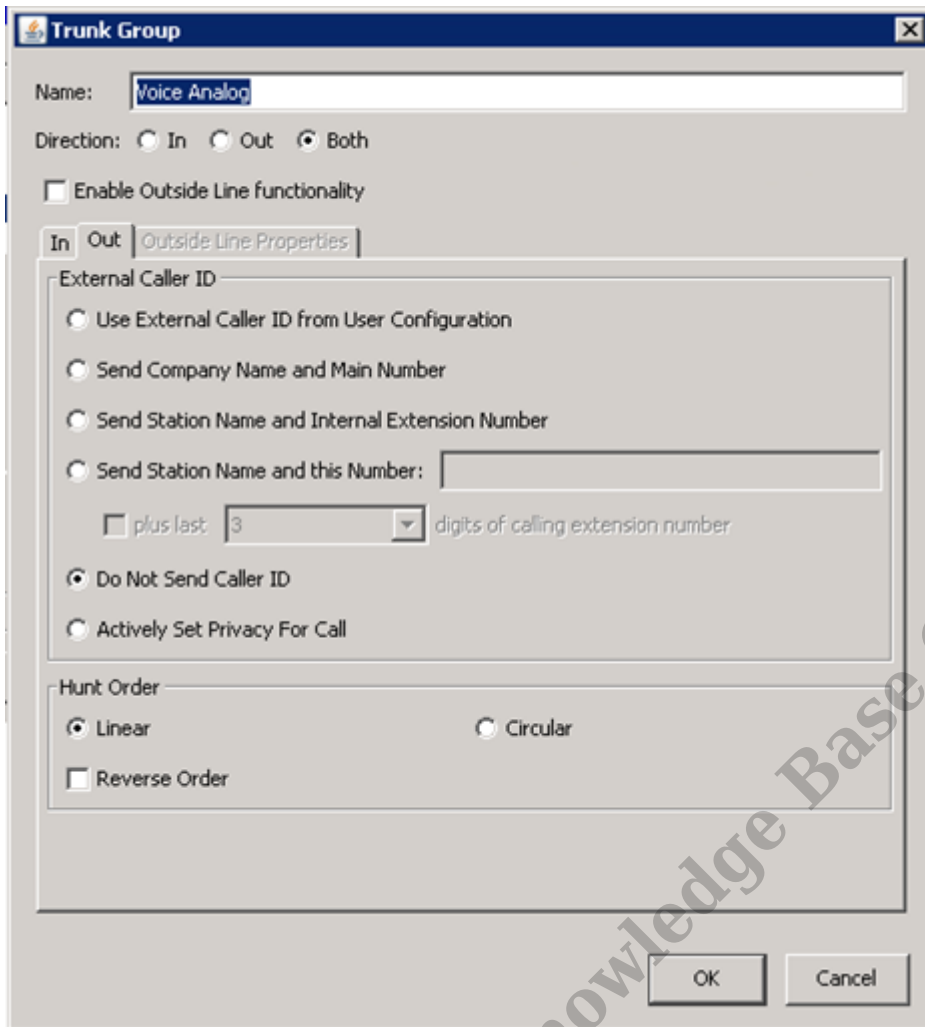 Trunk Group
Name: Voice Analog
Direction: In Out Both
Enable Outside Line functionality
In Out Outside Line Properties
External Caller ID
Use External Caller ID from User Configuration
Send Company Name and Main Number
Send Station Name and Internal Extension Number
Send Station Name and this Number:
plus last 3 digits of calling extension number
Do Not Send Caller ID
Actively Set Privacy For Call
Hunt Order
Linear Circular
Reverse Order
OK Cancel
Knowledge Base